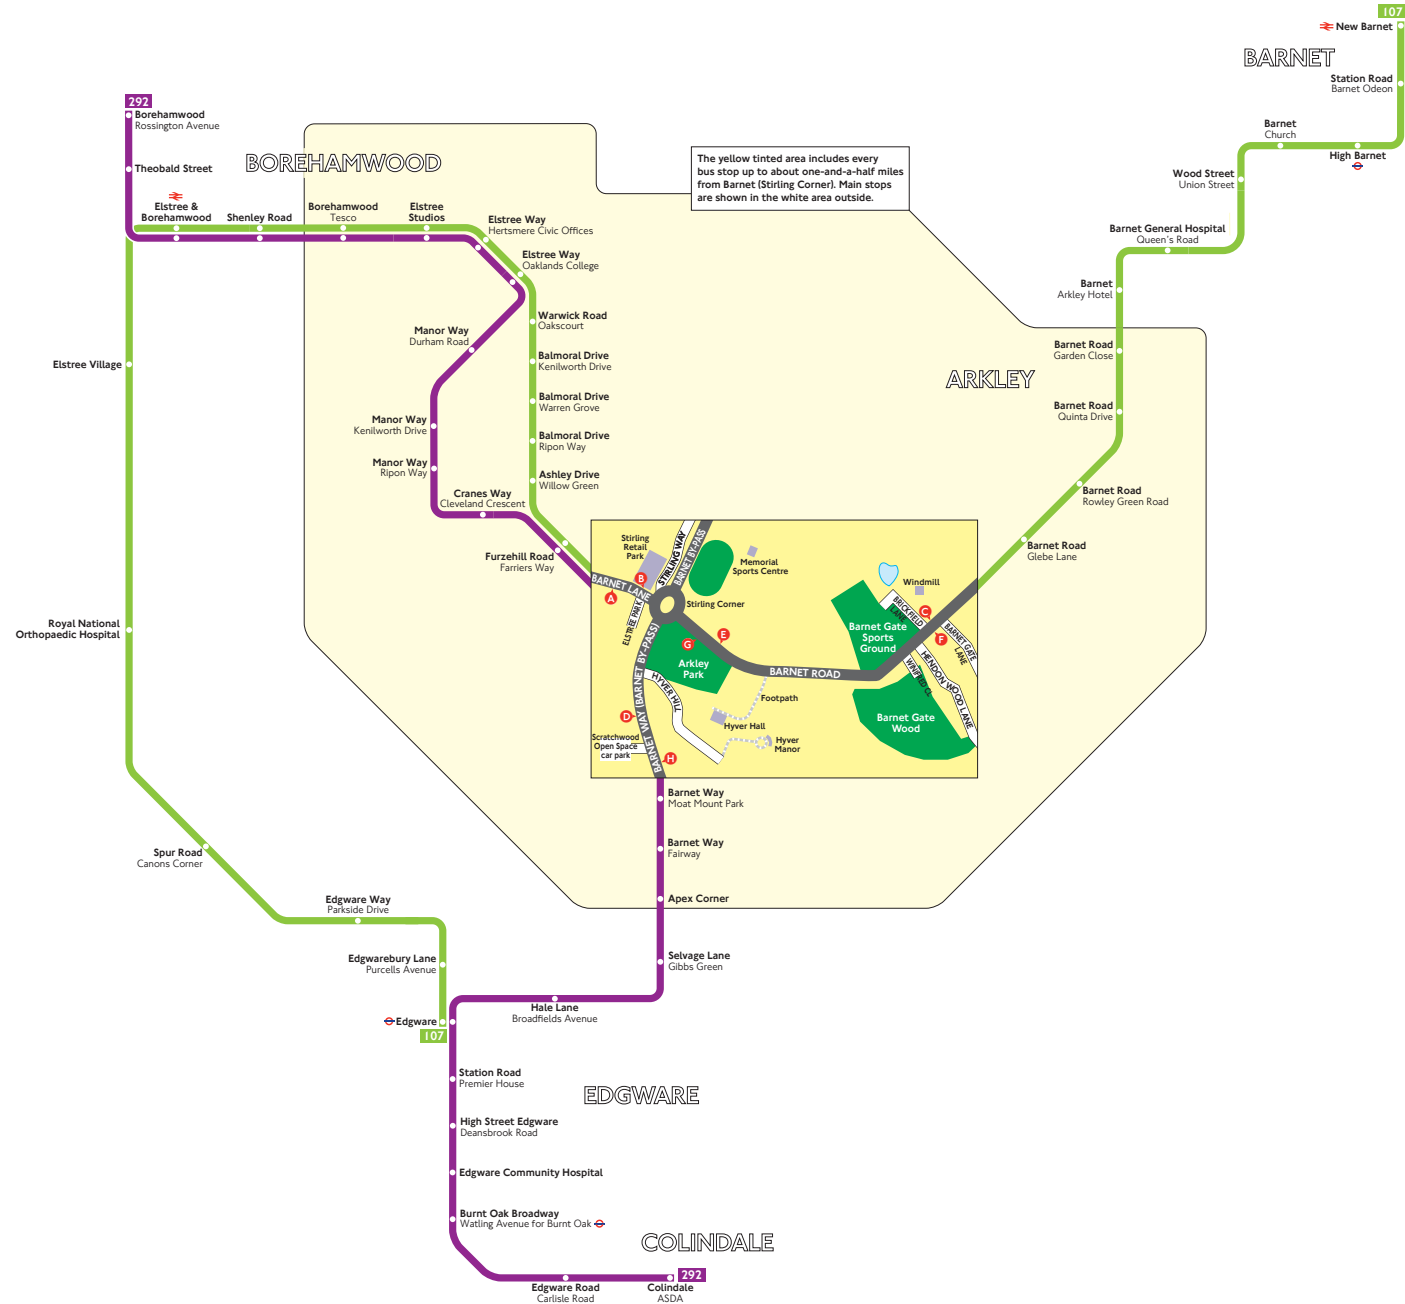 107
New Barnet
BARNET
Station Road
Barnet Odeon
292
Borehamwood
Rossington Avenue
Barnet
Church
High Barnet
BOREHAMWOOD
Theobald Street
The yellow tinted area includes every
bus stop up to about one-and-a-half miles
from Barnet (Stirling Corner). Main stops
are shown in the white area outside.
Wood Street
Union Street
Elstree &
Borehamwood
Shenley Road
Borehamwood
Tesco
Elstree
Studios
Elstree Way
Hertsmere Civic Offices
Barnet General Hospital
Queen's Road
Elstree Way
Oaklands College
Barnet
Arkley Hotel
Warwick Road
Oakscourt
Manor Way
Durham Road
Barnet Road
Garden Close
Elstree Village
Balmoral Drive
Kenilworth Drive
ARKLEY
Balmoral Drive
Warren Grove
Barnet Road
Quinta Drive
Manor Way
Kenilworth Drive
Balmoral Drive
Ripon Way
Manor Way
Ripon Way
Ashley Drive
Willow Green
Cranes Way
Cleveland Crescent
Barnet Road
Rowley Green Road
Furzehill Road
Farriers Way
Barnet Road
Glebe Lane
Stirling
Retail
Park
STIRLING WAY
BARNET BY-PASS
Memorial
Sports Centre
BARNET LANE
B
A
Windmill
C
Stirling Corner
ELSTREE PARK
BRICKFIELD
LANE
BARNET GATE
LANE
Royal National
Orthopaedic Hospital
E
G
F
Barnet Gate
Sports
Ground
Arkley
Park
BARNET ROAD
HENDON WOOD LANE
WINIFRED CL
BARNET WAY (BARNET BY-PASS)
HYVER HILL
Footpath
D
Hyver Hall
Barnet Gate
Wood
Scratchwood
Open Space
car park
Hyver
Manor
H
Barnet Way
Moat Mount Park
Barnet Way
Fairway
Spur Road
Canons Corner
Apex Corner
Edgware Way
Parkside Drive
Selvage Lane
Gibbs Green
Edgwarebury Lane
Purcells Avenue
Hale Lane
Broadfields Avenue
Edgware
107
Station Road
Premier House
EDGWARE
High Street Edgware
Deansbrook Road
Edgware Community Hospital
Burnt Oak Broadway
Watling Avenue for Burnt Oak
COLINDALE
292
Edgware Road
Carlisle Road
Colindale
ASDA